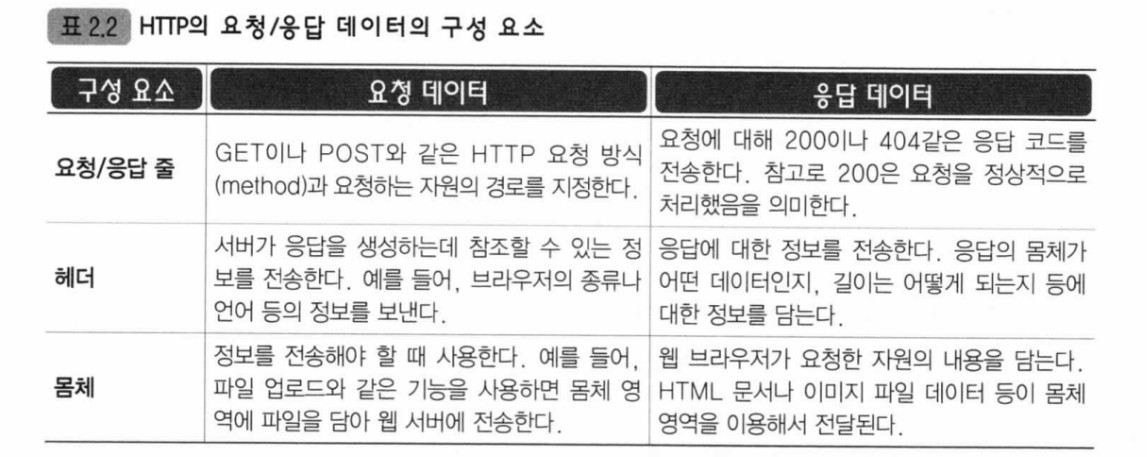 표 2.2 HTTP의 요청/응답 데이터의 구성 요소
구성 요소 요청 데이터 응답 데이터
요청/응답 줄
GET이나 POST와 같은 HTTP 요청 방식
(method)과 요청하는 자원의 경로를 지정한다.
요청에 대해 200이나 404같은 응답 코드를
전송한다. 참고로 200은 요청을 정상적으로
처리했음을 의미한다.
헤더
서버가 응답을 생성하는데 참조할 수 있는 정
보를 전송한다. 예를 들어, 브라우저의 종류나
언어 등의 정보를 보낸다.
응답에 대한 정보를 전송한다. 응답의 몸체가
어떤 데이터인지, 길이는 어떻게 되는지 등에
대한 정보를 담는다.
몸체
정보를 전송해야 할 때 사용한다. 예를 들어,
파일 업로드와 같은 기능을 사용하면 몸체 영
역에 파일을 담아 웹 서버에 전송한다.
웹 브라우저가 요청한 자원의 내용을 담는다.
HTML 문서나 이미지 파일 데이터 등이 몸체
영역을 이용해서 전달된다.